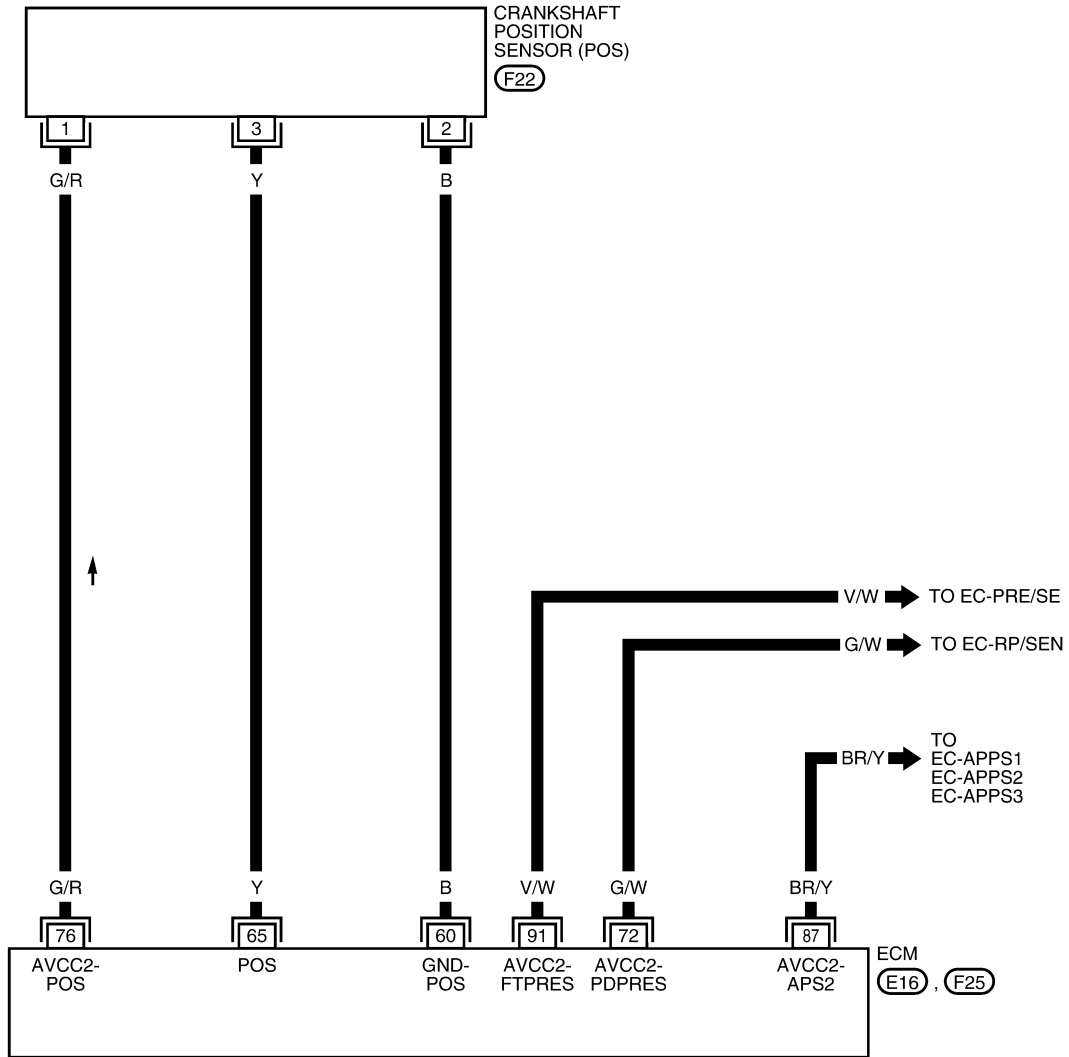 CRANKSHAFT
POSITION
SENSOR (POS)
F22
1 3 2
G/R Y B
V/W TO EC-PRE/SE
G/W TO EC-RP/SEN
BR/Y TO
EC-APPS1
EC-APPS2
EC-APPS3
G/R Y B V/W G/W BR/Y
76 65 60 91 72 87
ECM
E16 , F25
AVCC2-
POS
POS
GND-
POS
AVCC2-
FTPRES
AVCC2-
PDPRES
AVCC2-
APS2